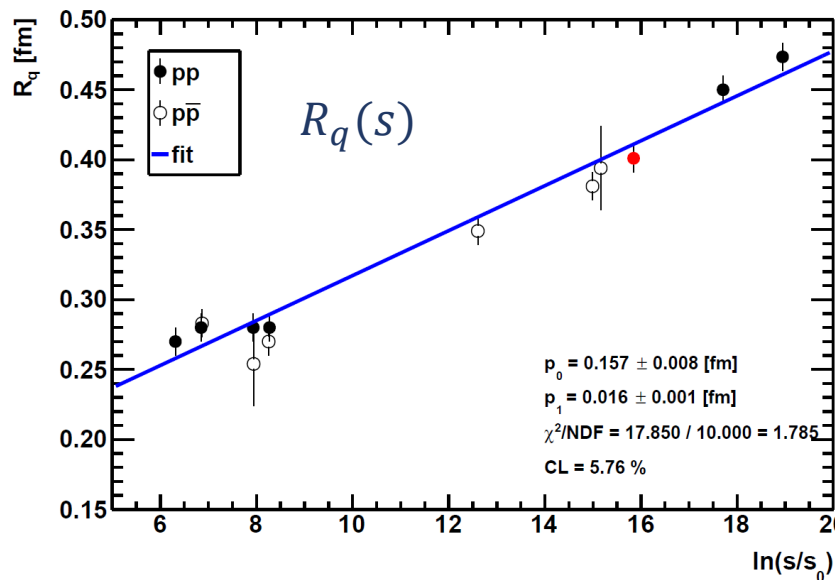 R_q [fm]
0.50
0.45
0.40
0.35
0.30
0.25
0.20
0.15
pp
pp̅
fit
R_q(s)
p_0 = 0.157 ± 0.008 [fm]
p_1 = 0.016 ± 0.001 [fm]
χ²/NDF = 17.850 / 10.000 = 1.785
CL = 5.76 %
6 8 10 12 14 16 18 20
ln(s/s_0)